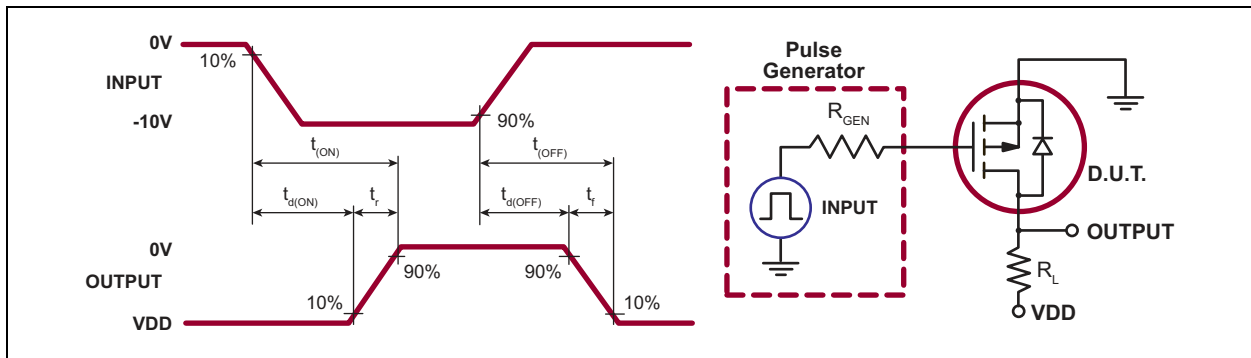 0V
10%
INPUT
-10V
90%
t(ON)
t(OFF)
td(ON)
tr
td(OFF)
tf
0V
OUTPUT
90%
90%
10%
10%
VDD
Pulse
Generator
RGEN
INPUT
D.U.T.
OUTPUT
RL
VDD